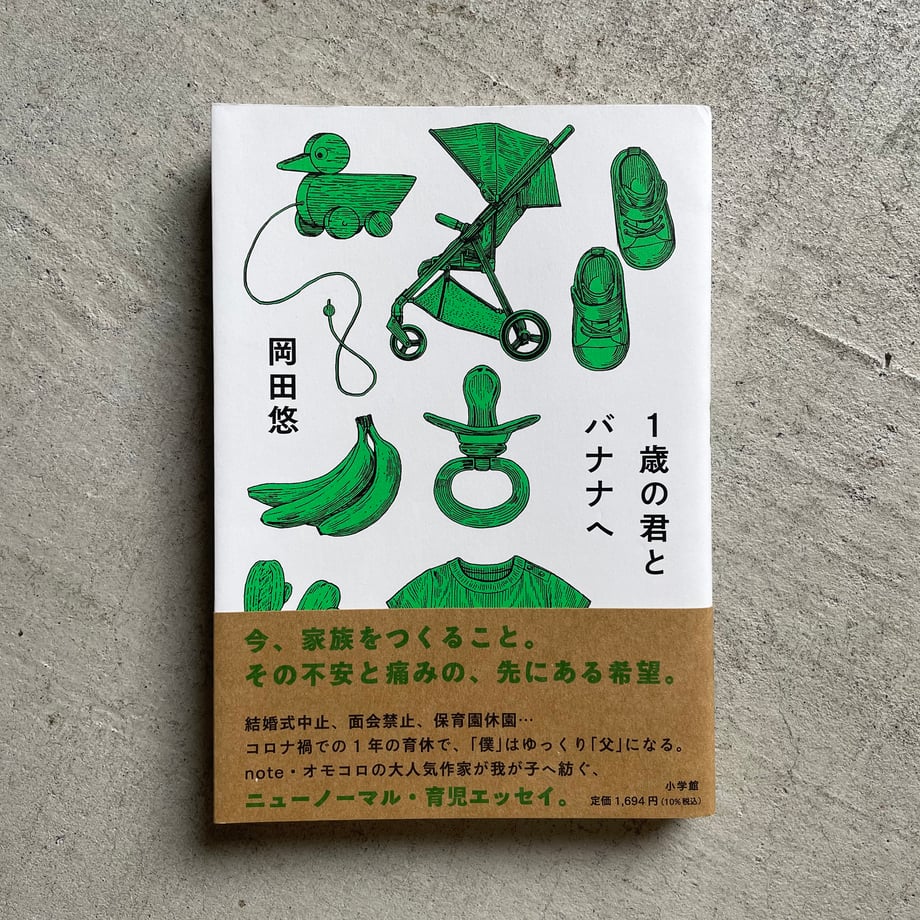 1歳の君と
バナナへ
岡田悠
今、家族をつくること。
その不安と痛みの、先にある希望。
結婚式中止、面会禁止、保育園休園…
コロナ禍での1年の育休で、「僕」はゆっくり「父」になる。
note・オモコロの大人気作家が我が子へ紡ぐ、
ニューノーマル・育児エッセイ。
小学館
定価1,694円(10%税込)